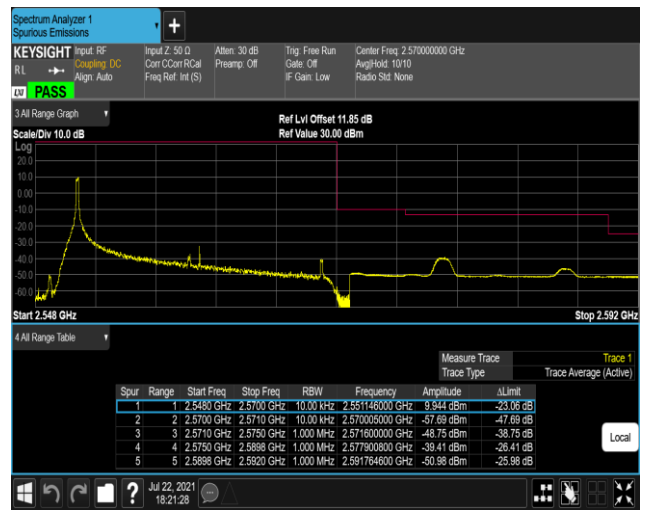 Spectrum Analyzer 1
Spurious Emissions
+
KEYSIGHT Input: RF Input Z: 50 Ω Atten: 30 dB Trig: Free Run Center Freq: 2.570000000 GHz
Coupling: DC Corr CCorr RCal Preamp: Off Gate: Off Avg|Hold: 10/10
RL Align: Auto Freq Ref: Int (S) IF Gain: Low Radio Std: None
LXI PASS
3 All Range Graph
Ref Lvl Offset 11.85 dB
Scale/Div 10.0 dB Ref Value 30.00 dBm
Log
20.0
10.0
0.00
-10.0
-20.0
-30.0
-40.0
-50.0
-60.0
Start 2.548 GHz Stop 2.592 GHz
4 All Range Table
Measure Trace Trace 1
Trace Type Trace Average (Active)
Spur Range Start Freq Stop Freq RBW Frequency Amplitude ΔLimit
1 1 2.5480 GHz 2.5700 GHz 10.00 kHz 2.551146000 GHz 9.944 dBm -23.06 dB
2 2 2.5700 GHz 2.5710 GHz 10.00 kHz 2.570005000 GHz -57.69 dBm -47.69 dB
3 3 2.5710 GHz 2.5750 GHz 1.000 MHz 2.571600000 GHz -48.75 dBm -38.75 dB
4 4 2.5750 GHz 2.5898 GHz 1.000 MHz 2.577900800 GHz -39.41 dBm -26.41 dB
5 5 2.5898 GHz 2.5920 GHz 1.000 MHz 2.591764600 GHz -50.98 dBm -25.98 dB
Local
? Jul 22, 2021
18:21:28